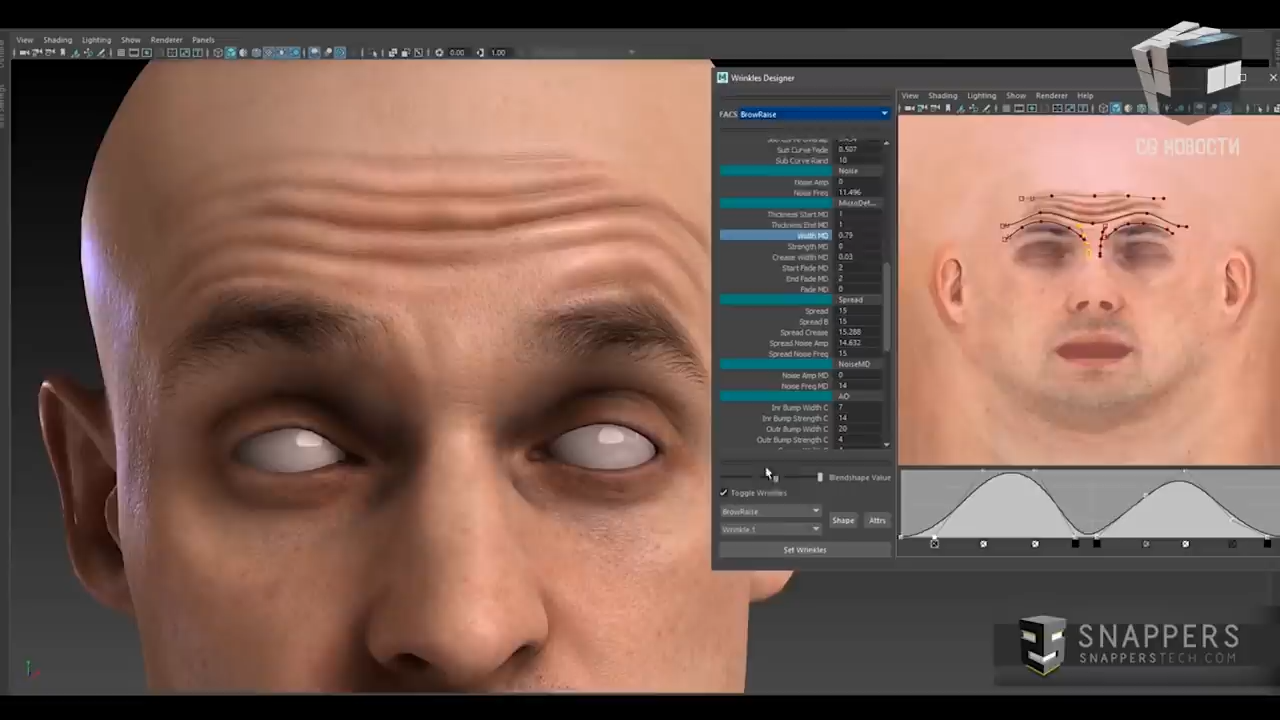 View Shading Lighting Show Renderer Panels
0.00 1.00
Wrinkles Designer
FACS BrowRaise
View Shading Lighting Show Renderer Help
CG НОВОСТИ
Sub Curve Fade 0.507
Sub Curve Rand 10
Noise
Noise Amp 0
Noise Freq 11.496
MicroDet...
Thickness Start MD 1
Thickness End MD 1
Width MD 0.79
Strength MD 0
Crease Width MD 0.03
Start Fade MD 2
End Fade MD 2
Fade MD 0
Spread
Spread 15
Spread B 15
Spread Crease 15.288
Spread Noise Amp 14.632
Spread Noise Freq 15
NoiseMD
Noise Amp MD 0
Noise Freq MD 14
AO
Inr Bump Width C 7
Inr Bump Strength C 14
Outr Bump Width C 20
Outr Bump Strength C 4
Blendshape Value
Toggle Wrinkles
BrowRaise
Wrinkle 1
Shape Attrs
Set Wrinkles
SNAPPERS
SNAPPERSTECH.COM